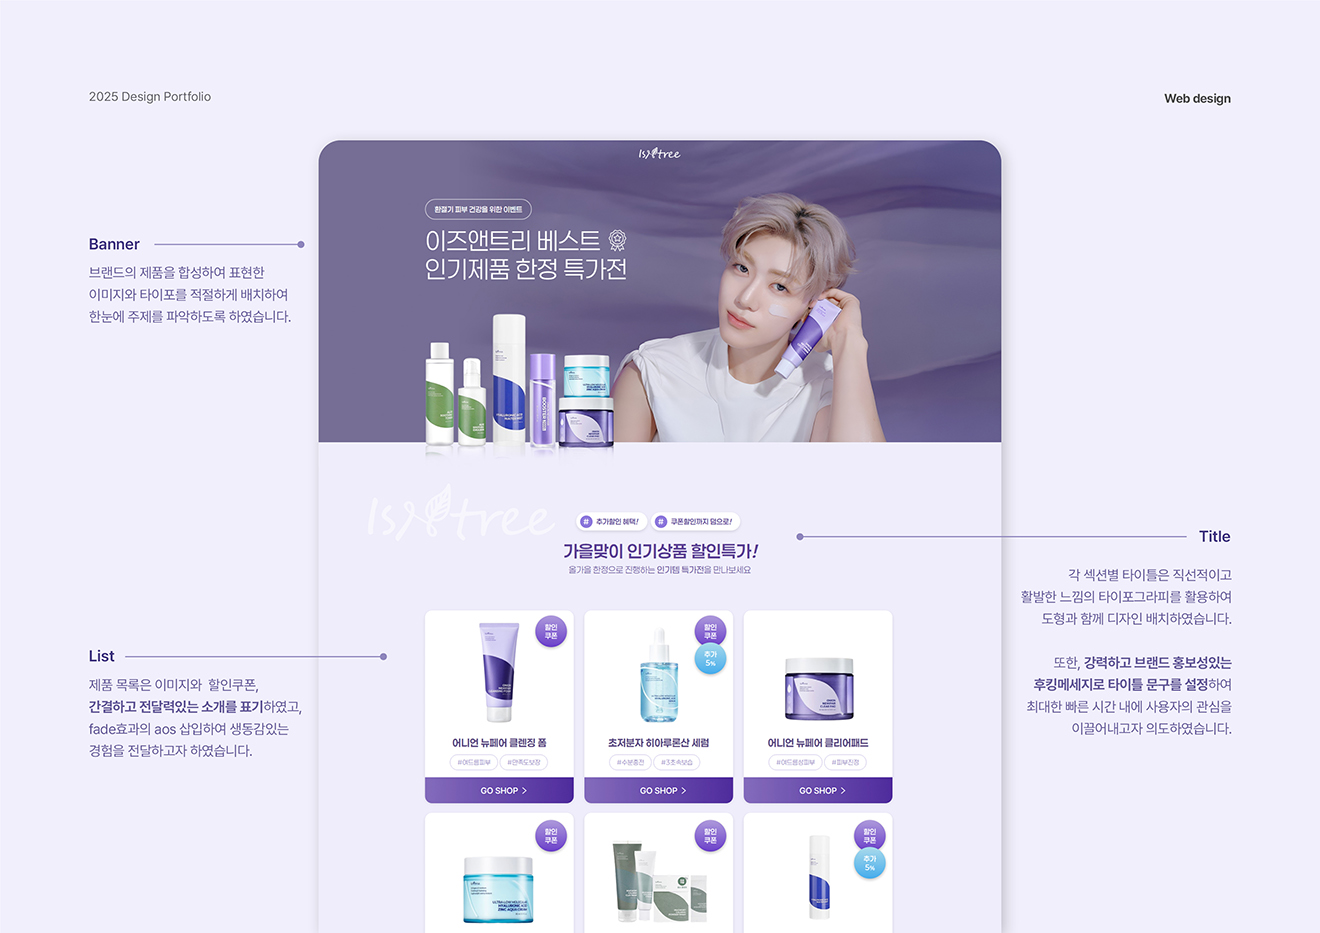 2025 Design Portfolio
Web design
Isntree
환절기 피부 건강을 위한 이벤트
이즈앤트리 베스트
인기제품 한정 특가전
Banner
브랜드의 제품을 합성하여 표현한
이미지와 타이포를 적절하게 배치하여
한눈에 주제를 파악하도록 하였습니다.
Isntree
# 추가할인 혜택!
# 쿠폰할인까지 덤으로!
가을맞이 인기상품 할인특가!
올가을 한정으로 진행하는 인기템 특가전을 만나보세요
Title
각 섹션별 타이틀은 직선적이고
활발한 느낌의 타이포그라피를 활용하여
도형과 함께 디자인 배치하였습니다.
또한, 강력하고 브랜드 홍보성있는
후킹메세지로 타이틀 문구를 설정하여
최대한 빠른 시간 내에 사용자의 관심을
이끌어내고자 의도하였습니다.
List
제품 목록은 이미지와 할인쿠폰,
간결하고 전달력있는 소개를 표기하였고,
fade효과의 aos 삽입하여 생동감있는
경험을 전달하고자 하였습니다.
할인
쿠폰
어니언 뉴페어 클렌징 폼
#여드름피부 #만족도보장
GO SHOP >
할인
쿠폰
추가
5%
초저분자 히아루론산 세럼
#수분충전 #3초속보습
GO SHOP >
어니언 뉴페어 클리어패드
#여드름성피부 #피부진정
GO SHOP >
할인
쿠폰
ULTRA-LOW MOLECULAR
HYALURONIC ACID
ZINC AQUA CREAM
할인
쿠폰
할인
쿠폰
추가
5%